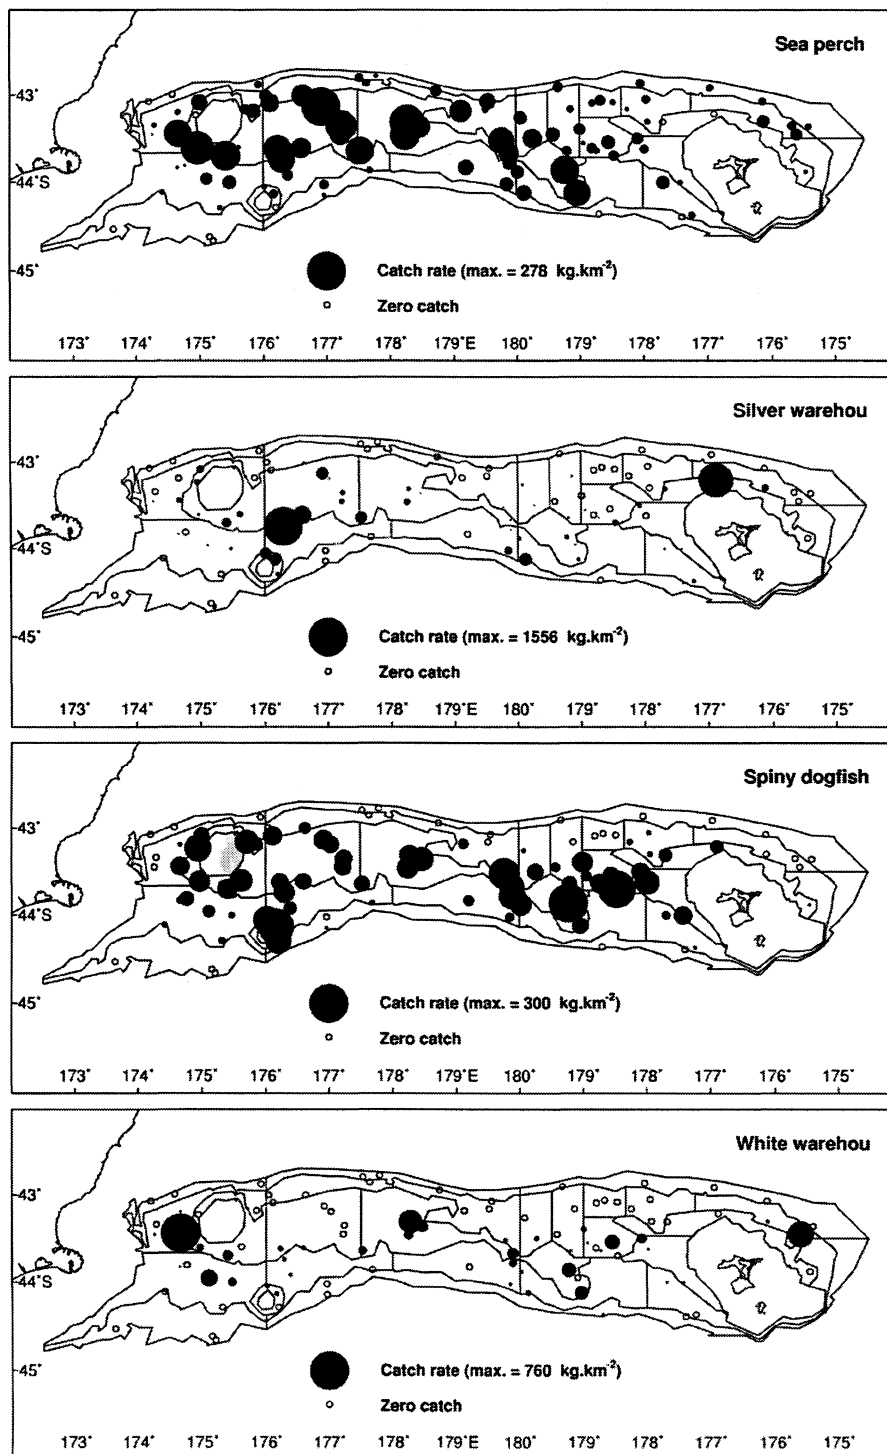 Sea perch
43°
44°S
45°
Catch rate (max. = 278 kg.km-2)
Zero catch
173° 174° 175° 176° 177° 178° 179°E 180° 179° 178° 177° 176° 175°
Silver warehou
43°
44°S
45°
Catch rate (max. = 1556 kg.km-2)
Zero catch
173° 174° 175° 176° 177° 178° 179°E 180° 179° 178° 177° 176° 175°
Spiny dogfish
43°
44°S
45°
Catch rate (max. = 300 kg.km-2)
Zero catch
173° 174° 175° 176° 177° 178° 179°E 180° 179° 178° 177° 176° 175°
White warehou
43°
44°S
45°
Catch rate (max. = 760 kg.km-2)
Zero catch
173° 174° 175° 176° 177° 178° 179°E 180° 179° 178° 177° 176° 175°